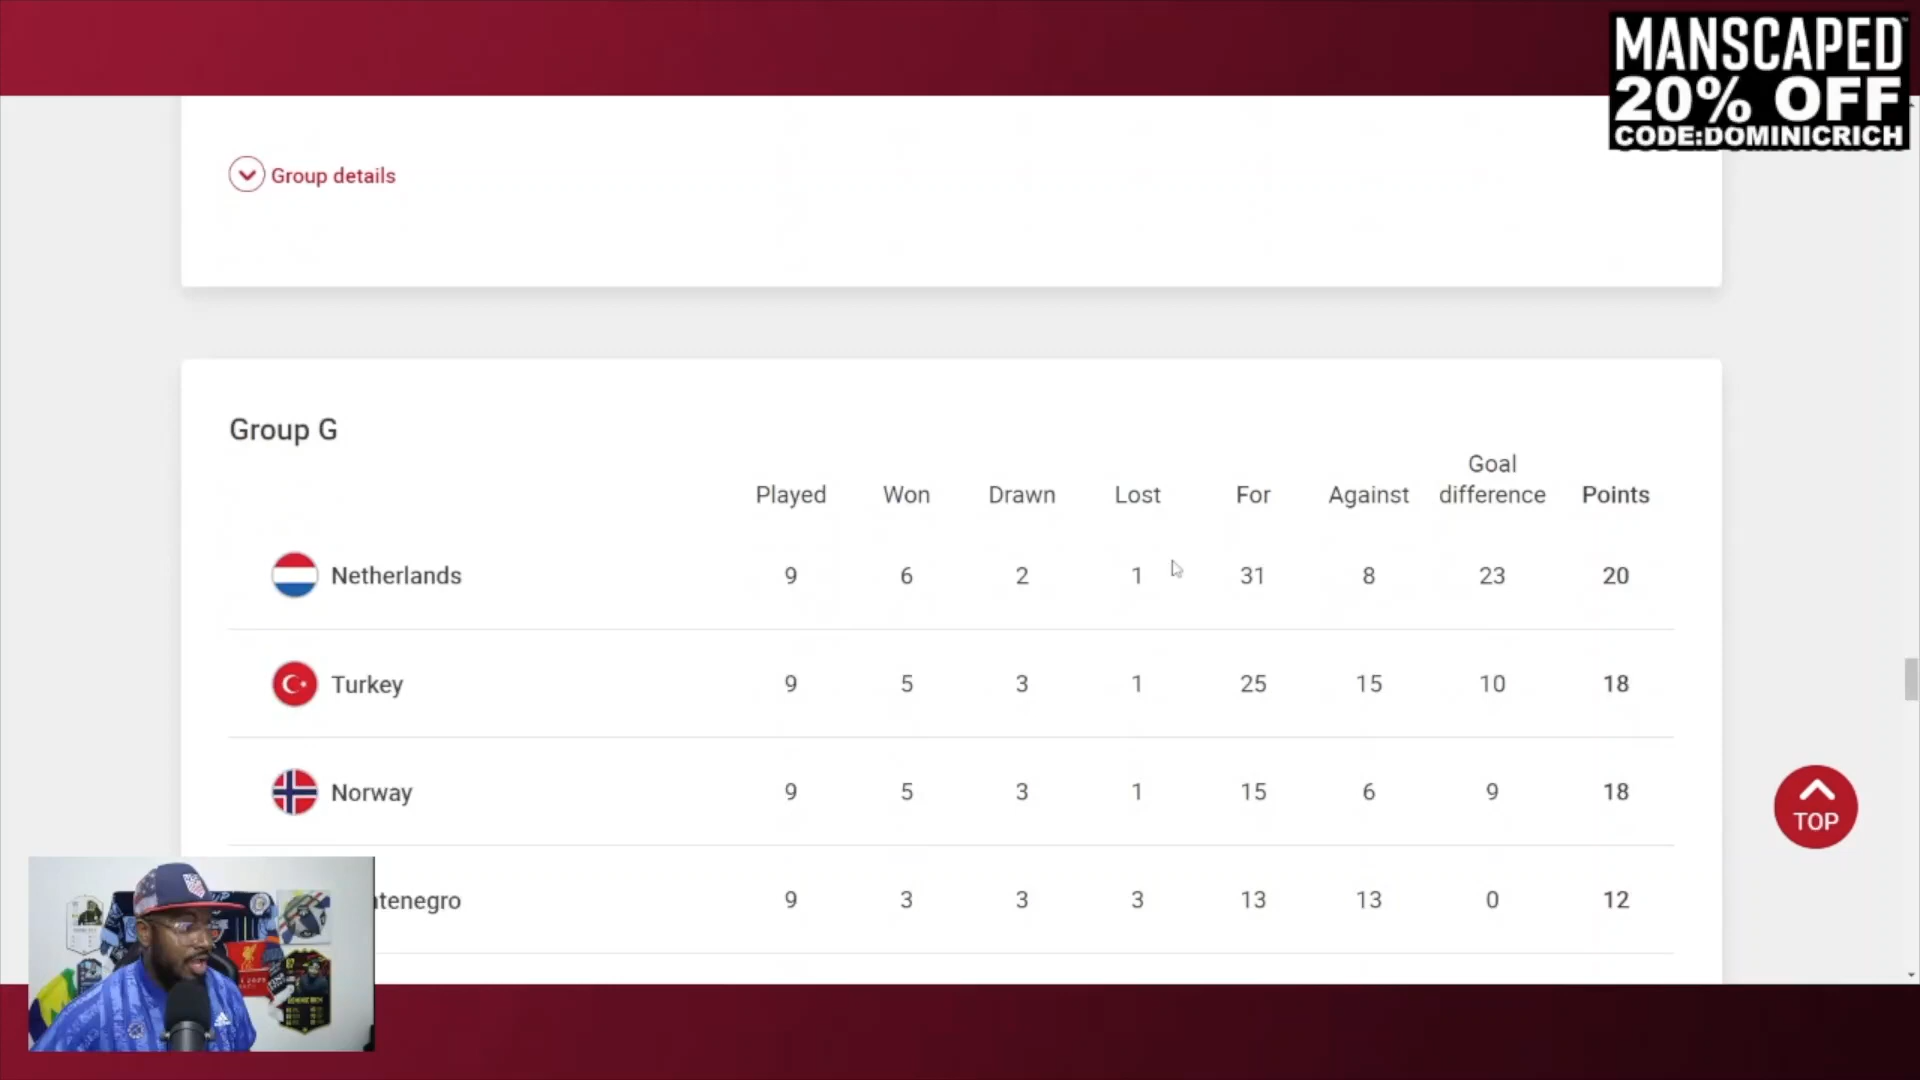 MANSCAPED
20% OFF
CODE:DOMINICRICH
Group details
Group G
Played Won Drawn Lost For Against Goal difference Points
Netherlands 9 6 2 1 31 8 23 20
Turkey 9 5 3 1 25 15 10 18
Norway 9 5 3 1 15 6 9 18
tenegro 9 3 3 3 13 13 0 12
TOP